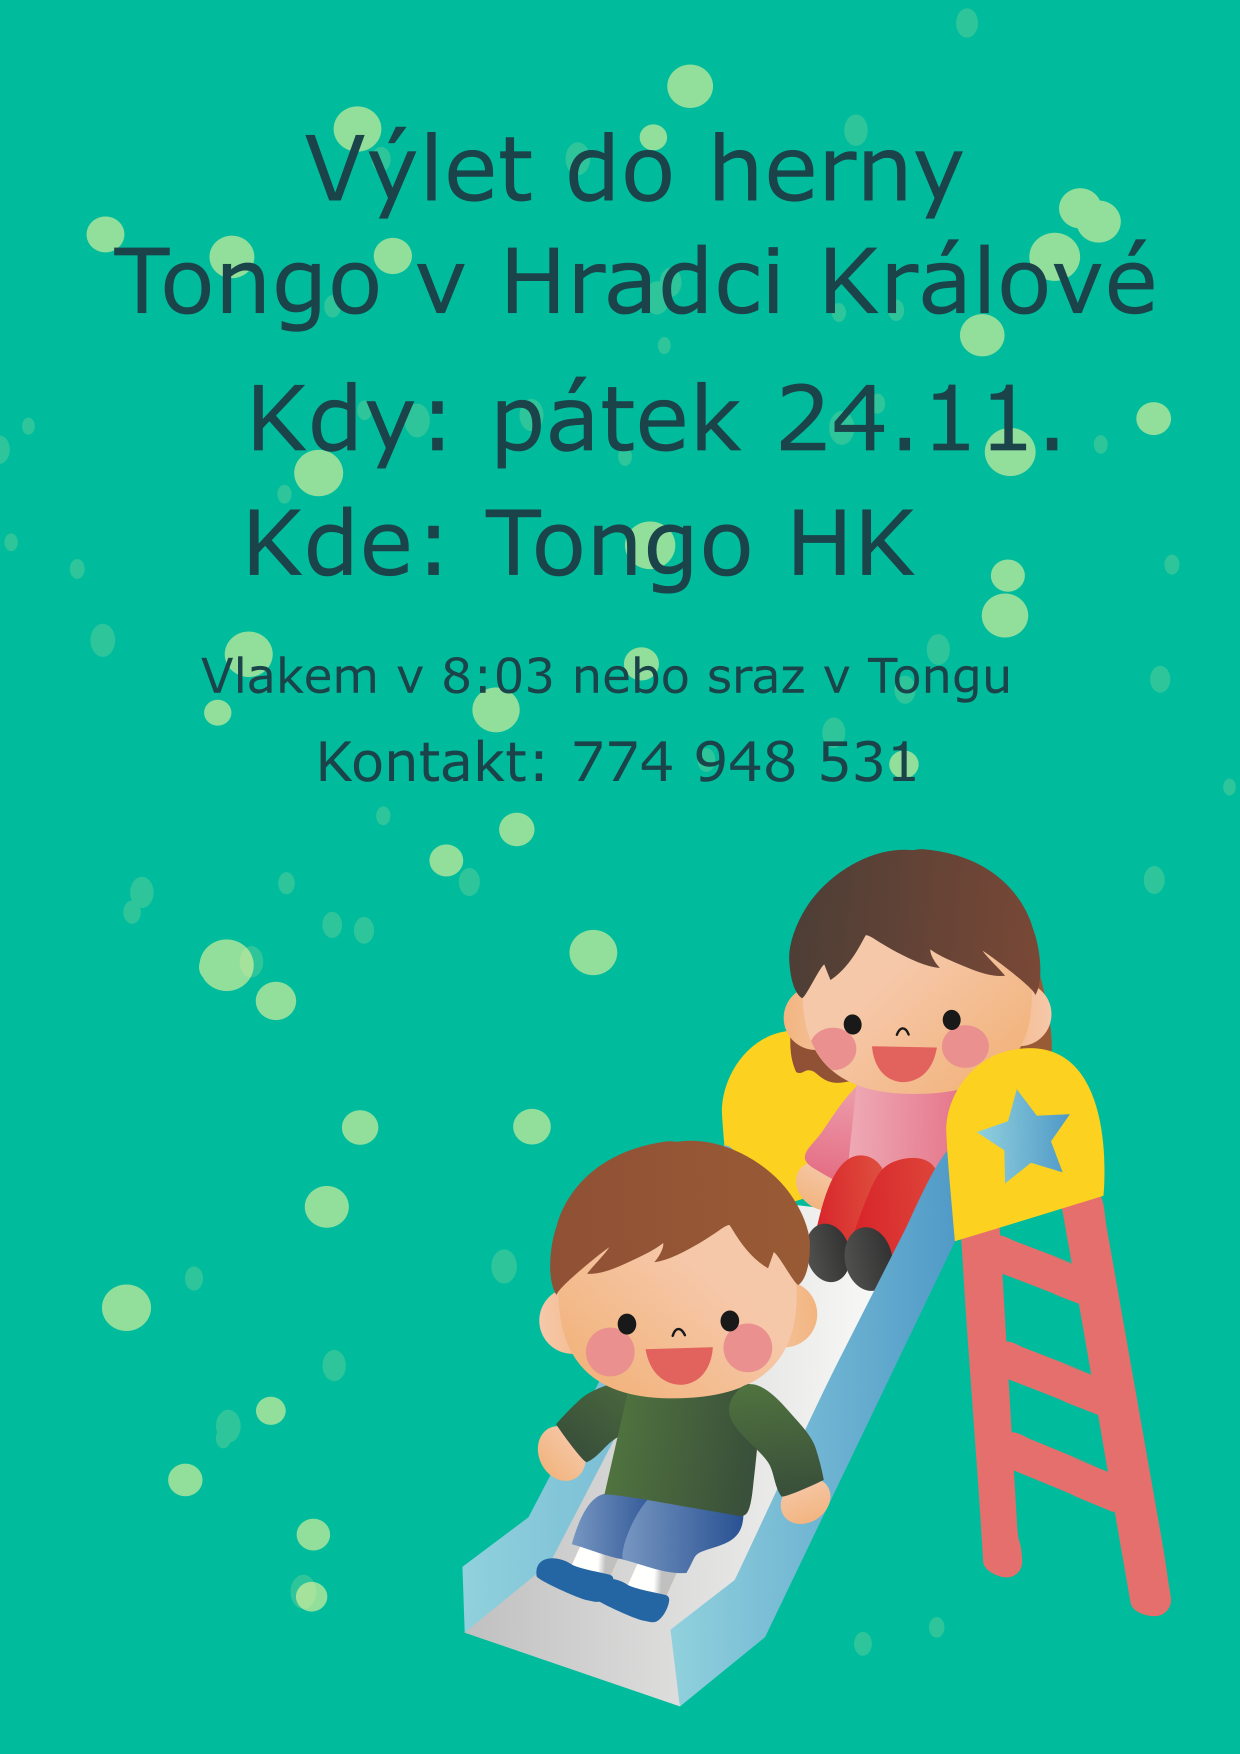 Výlet do herny
Tongo v Hradci Králové
Kdy: pátek 24.11.
Kde: Tongo HK
Vlakem v 8:03 nebo sraz v Tongu
Kontakt: 774 948 531